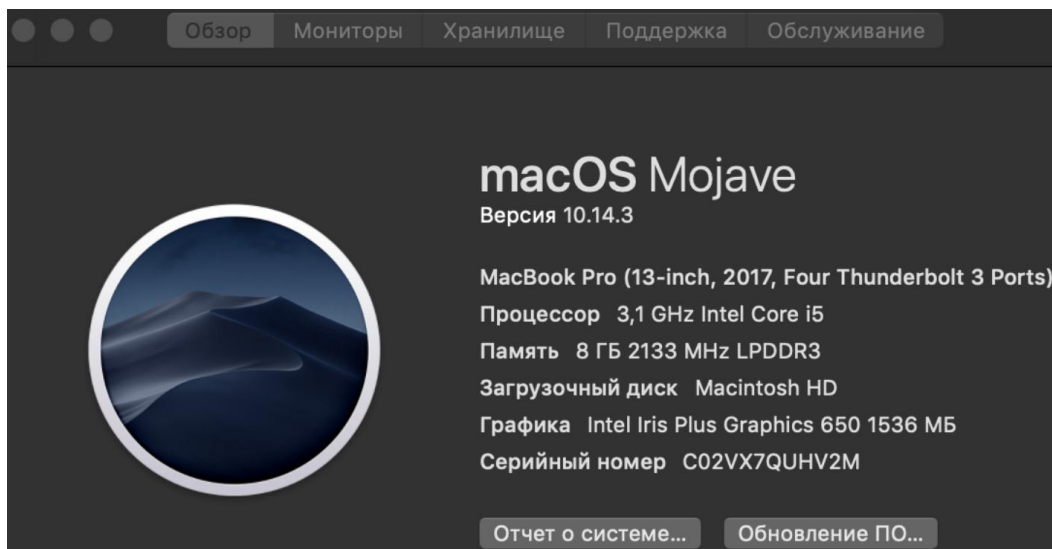 Обзор Мониторы Хранилище Поддержка Обслуживание
macOS Mojave
Версия 10.14.3
MacBook Pro (13-inch, 2017, Four Thunderbolt 3 Ports)
Процессор 3,1 GHz Intel Core i5
Память 8 ГБ 2133 MHz LPDDR3
Загрузочный диск Macintosh HD
Графика Intel Iris Plus Graphics 650 1536 МБ
Серийный номер C02VX7QUHV2M
Отчет о системе... Обновление ПО...